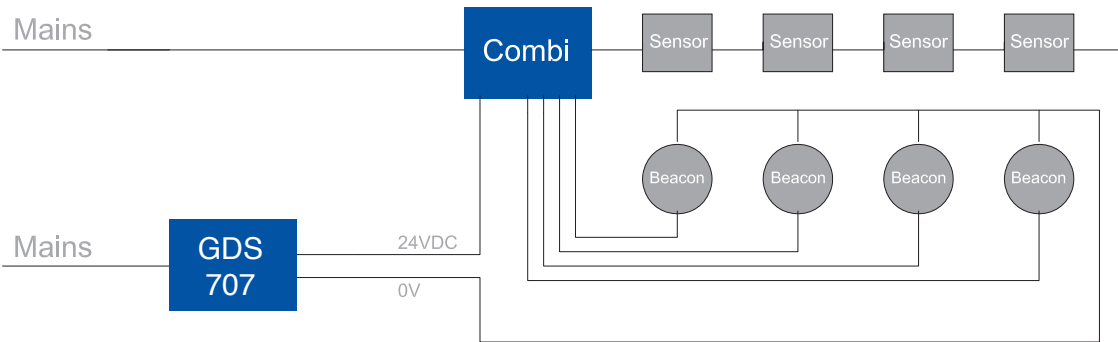 Mains
Combi
Sensor
Sensor
Sensor
Sensor
Beacon
Beacon
Beacon
Beacon
Mains
GDS
707
24VDC
0V